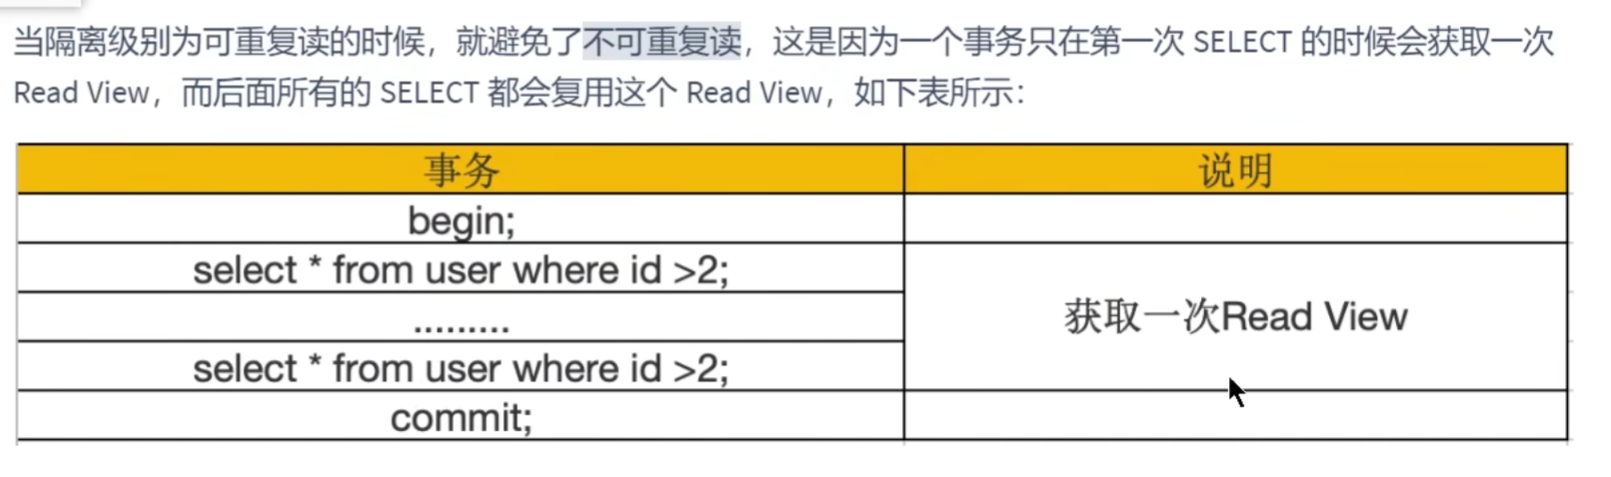 当隔离级别为可重复读的时候，就避免了不可重复读，这是因为一个事务只在第一次 SELECT 的时候会获取一次
Read View，而后面所有的 SELECT 都会复用这个 Read View，如下表所示：
事务 说明
begin;
select * from user where id >2;
.........
获取一次Read View
select * from user where id >2;
commit;